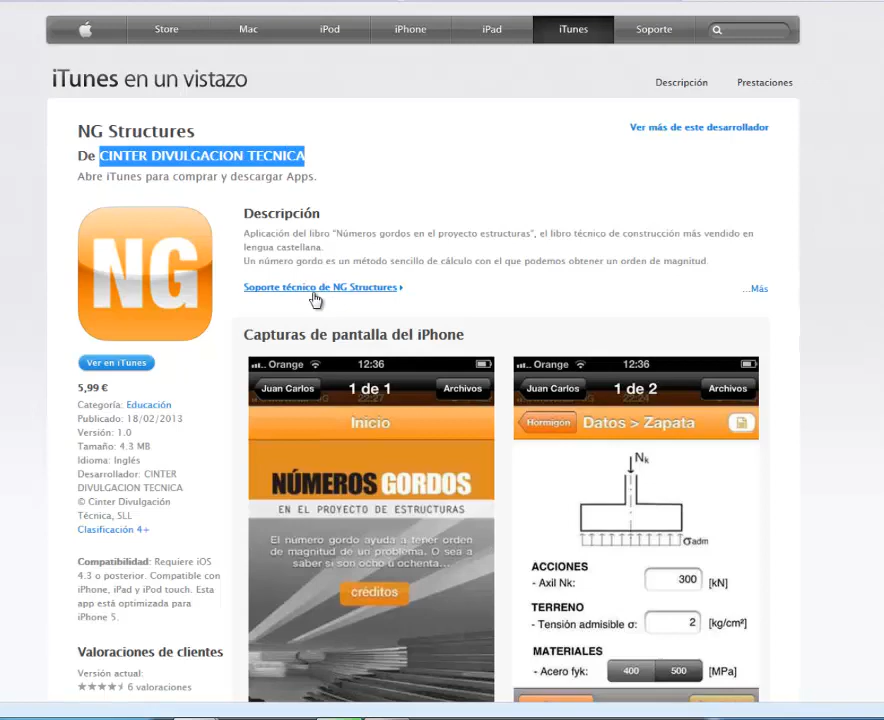 Store Mac iPod iPhone iPad iTunes Soporte
iTunes en un vistazo
Descripción Prestaciones
NG Structures
Ver más de este desarrollador
De CINTER DIVULGACION TECNICA
Abre iTunes para comprar y descargar Apps.
NG
Descripción
Aplicación del libro "Números gordos en el proyecto estructuras", el libro técnico de construcción más vendido en
lengua castellana.
Un número gordo es un método sencillo de cálculo con el que podemos obtener un orden de magnitud.
Soporte técnico de NG Structures
...Más
Ver en iTunes
5,99 €
Categoría: Educación
Publicado: 18/02/2013
Versión: 1.0
Tamaño: 4.3 MB
Idioma: Inglés
Desarrollador: CINTER
DIVULGACION TECNICA
© Cinter Divulgación
Técnica, SLL
Clasificación 4+
Compatibilidad: Requiere iOS
4.3 o posterior. Compatible con
iPhone, iPad y iPod touch. Esta
app está optimizada para
iPhone 5.
Valoraciones de clientes
Versión actual:
6 valoraciones
Capturas de pantalla del iPhone
Orange 12:36
Juan Carlos 1 de 1 Archivos
Inicio
NÚMEROS GORDOS
EN EL PROYECTO DE ESTRUCTURAS
El número gordo ayuda a tener orden
de magnitud de un problema. O sea a
saber si son ocho u ochenta...
créditos
Orange 12:36
Juan Carlos 1 de 2 Archivos
Hormigón Datos > Zapata
Nk
σadm
ACCIONES
- Axil Nk: 300 [kN]
TERRENO
- Tensión admisible σ: 2 [kg/cm²]
MATERIALES
- Acero fyk: 400 500 [MPa]